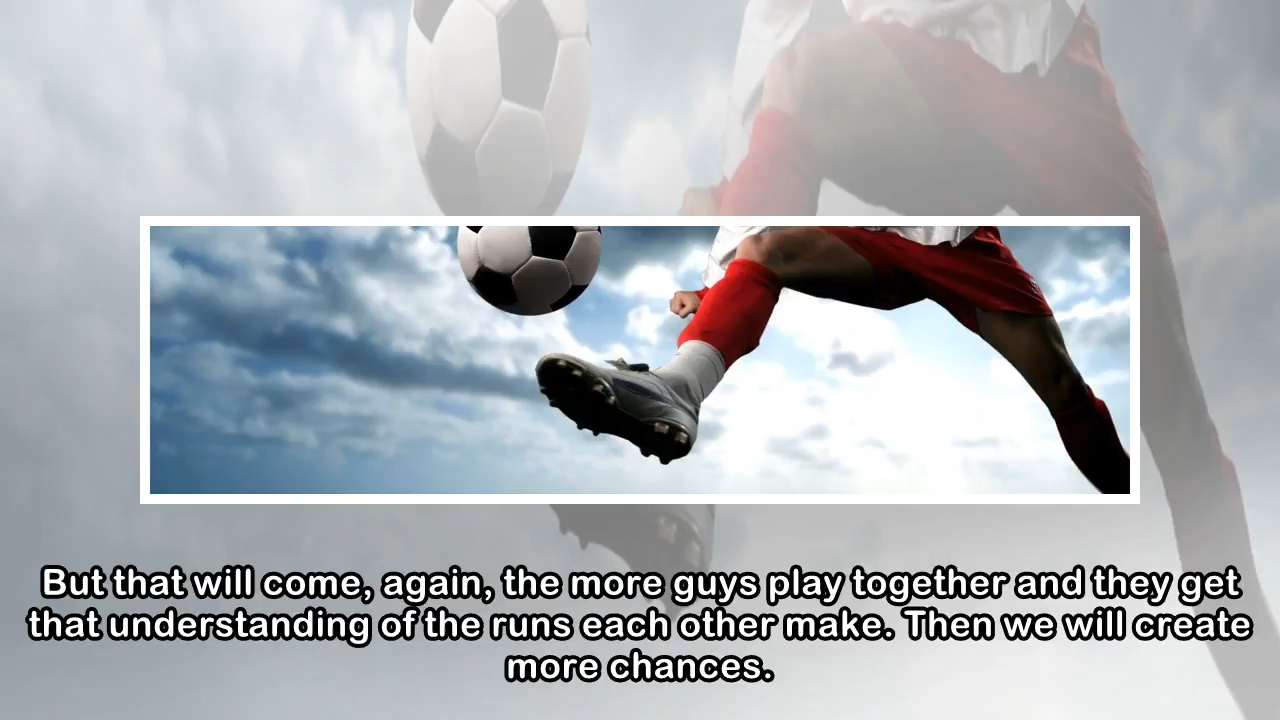 But that will come, again, the more guys play together and they get
that understanding of the runs each other make. Then we will create
more chances.